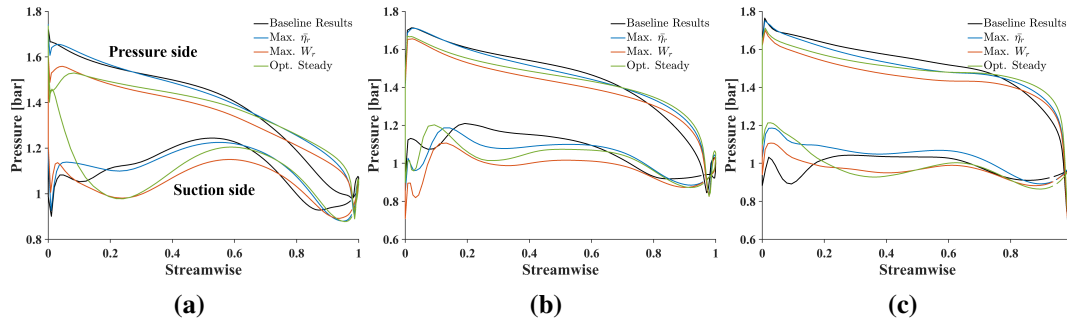 1.8
1.6
1.4
1.2
1
0.8
0.6
Pressure [bar]
0 0.2 0.4 0.6 0.8 1
Streamwise
Pressure side
Suction side
Baseline Results
Max. η̄r
Max. Wr
Opt. Steady
(a)
1.8
1.6
1.4
1.2
1
0.8
0.6
Pressure [bar]
0 0.2 0.4 0.6 0.8 1
Streamwise
Baseline Results
Max. η̄r
Max. Wr
Opt. Steady
(b)
1.8
1.6
1.4
1.2
1
0.8
0.6
Pressure [bar]
0 0.2 0.4 0.6 0.8
Streamwise
Baseline Results
Max. η̄r
Max. Wr
Opt. Steady
(c)